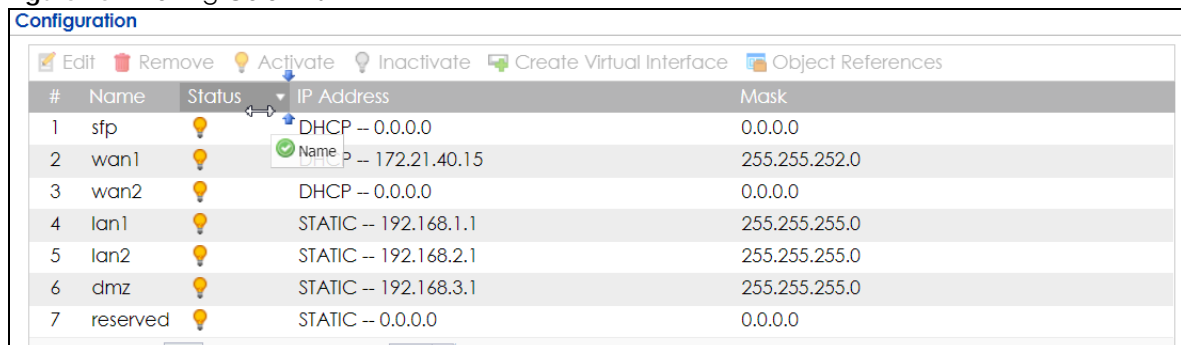 Configuration
Edit Remove Activate Inactivate Create Virtual Interface Object References
# Name Status IP Address Mask
1 sfp DHCP -- 0.0.0.0 0.0.0.0
Name
2 wan1 DHCP -- 172.21.40.15 255.255.252.0
3 wan2 DHCP -- 0.0.0.0 0.0.0.0
4 lan1 STATIC -- 192.168.1.1 255.255.255.0
5 lan2 STATIC -- 192.168.2.1 255.255.255.0
6 dmz STATIC -- 192.168.3.1 255.255.255.0
7 reserved STATIC -- 0.0.0.0 0.0.0.0